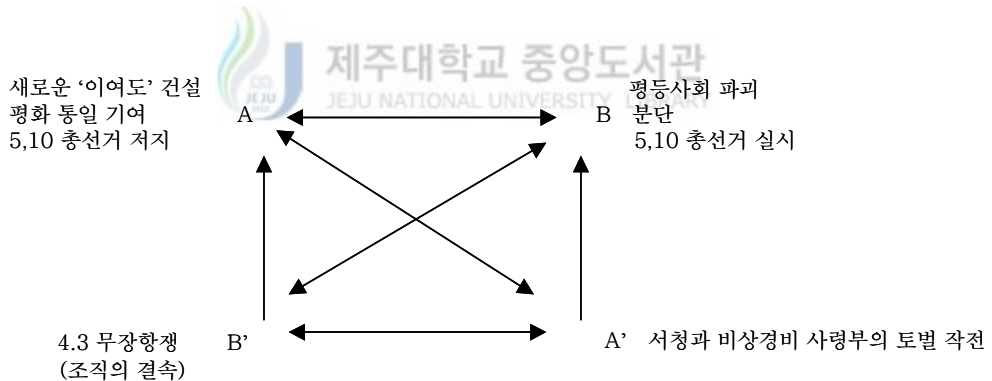 제주대학교 중앙도서관
JEJU NATIONAL UNIVERSITY LIBRARY
JEJU
새로운 ‘이여도’ 건설
평화 통일 기여
5,10 총선거 저지
A
B
평등사회 파괴
분단
5,10 총선거 실시
4.3 무장항쟁
(조직의 결속)
B’
A’ 서청과 비상경비 사령부의 토벌 작전